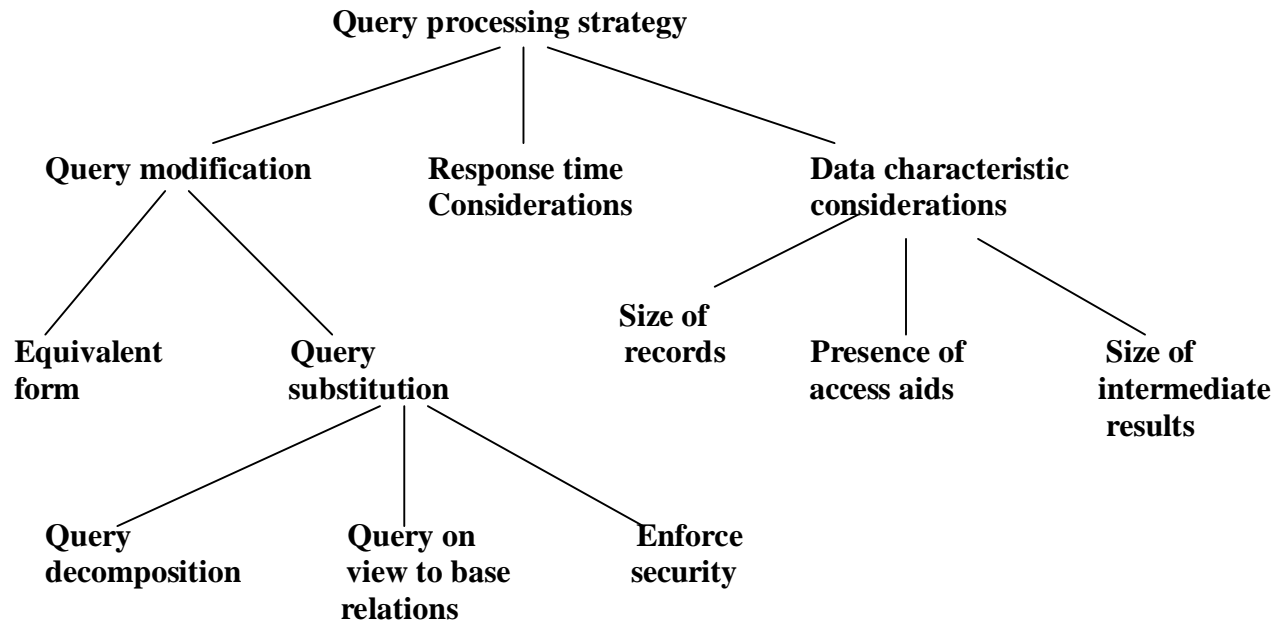 Query processing strategy
Query modification
Response time
Considerations
Data characteristic
considerations
Equivalent
form
Query
substitution
Size of
records
Presence of
access aids
Size of
intermediate
results
Query
decomposition
Query on
view to base
relations
Enforce
security